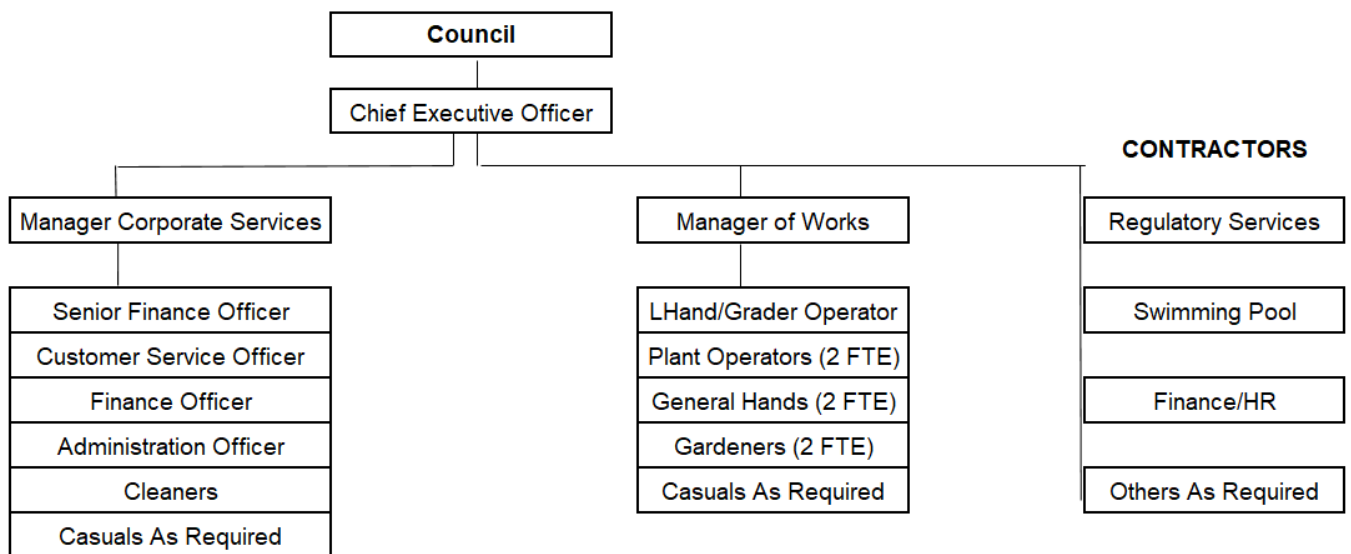 Council
Chief Executive Officer
CONTRACTORS
Manager Corporate Services
Manager of Works
Regulatory Services
Senior Finance Officer
LHand/Grader Operator
Swimming Pool
Customer Service Officer
Plant Operators (2 FTE)
Finance Officer
General Hands (2 FTE)
Finance/HR
Administration Officer
Gardeners (2 FTE)
Cleaners
Casuals As Required
Others As Required
Casuals As Required